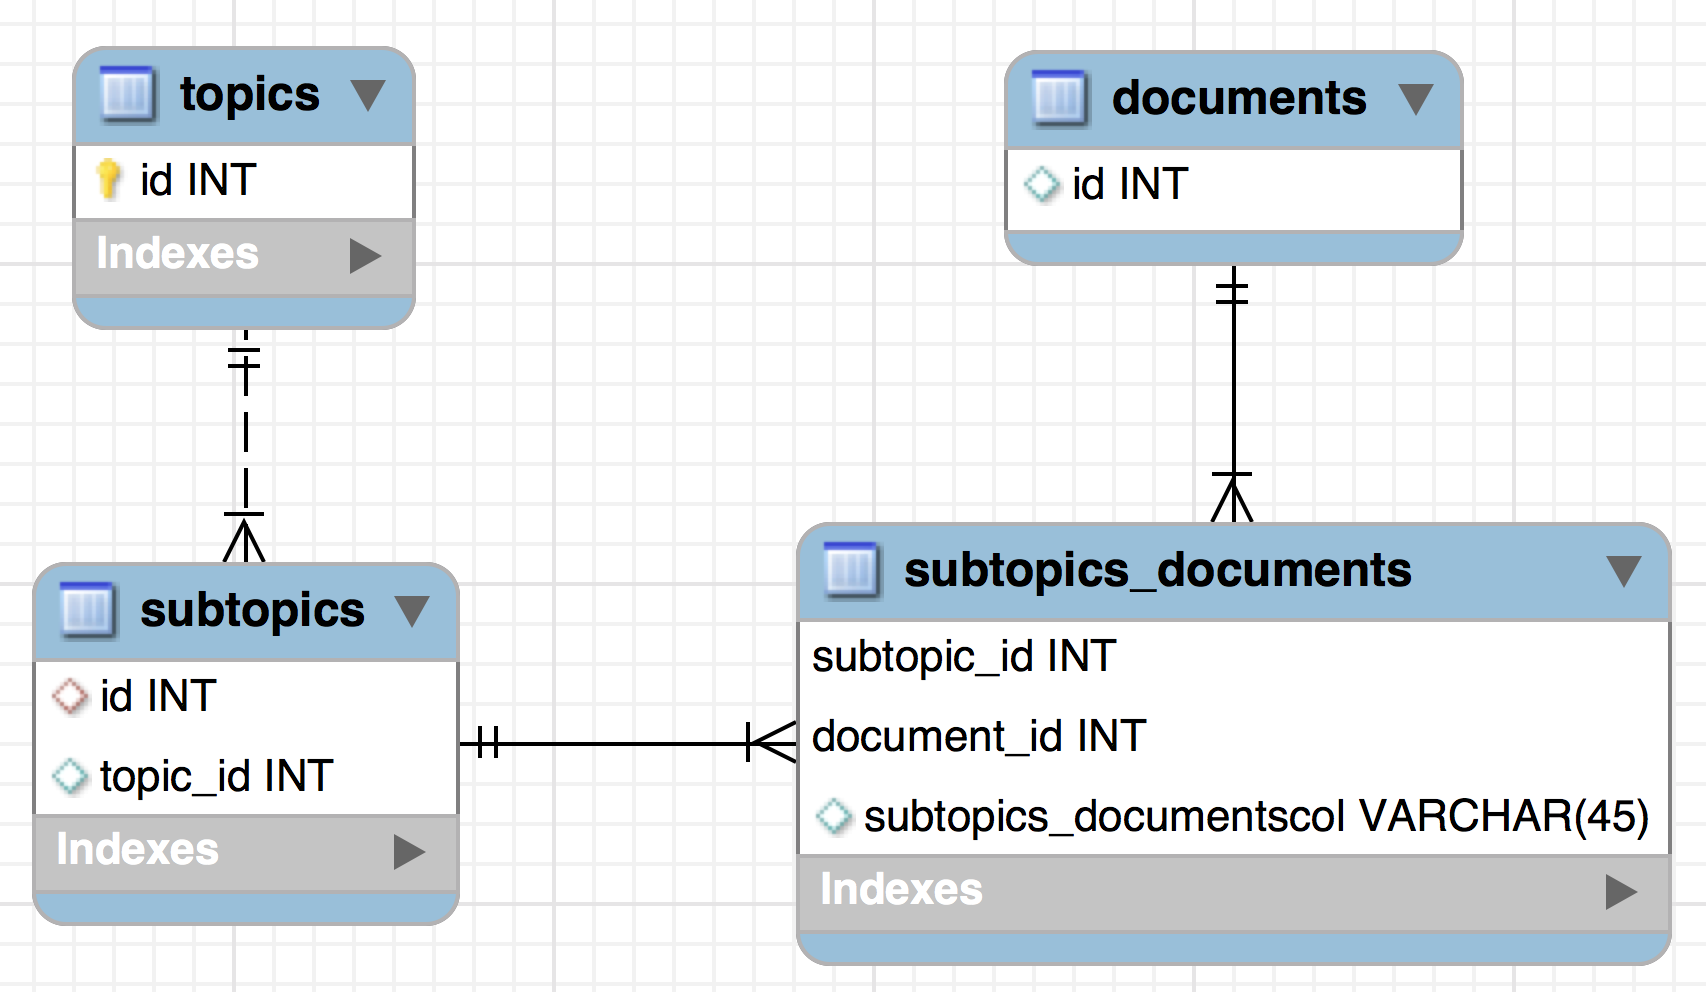 topics
id INT
Indexes
documents
id INT
subtopics
id INT
topic_id INT
Indexes
subtopics_documents
subtopic_id INT
document_id INT
subtopics_documentscol VARCHAR(45)
Indexes